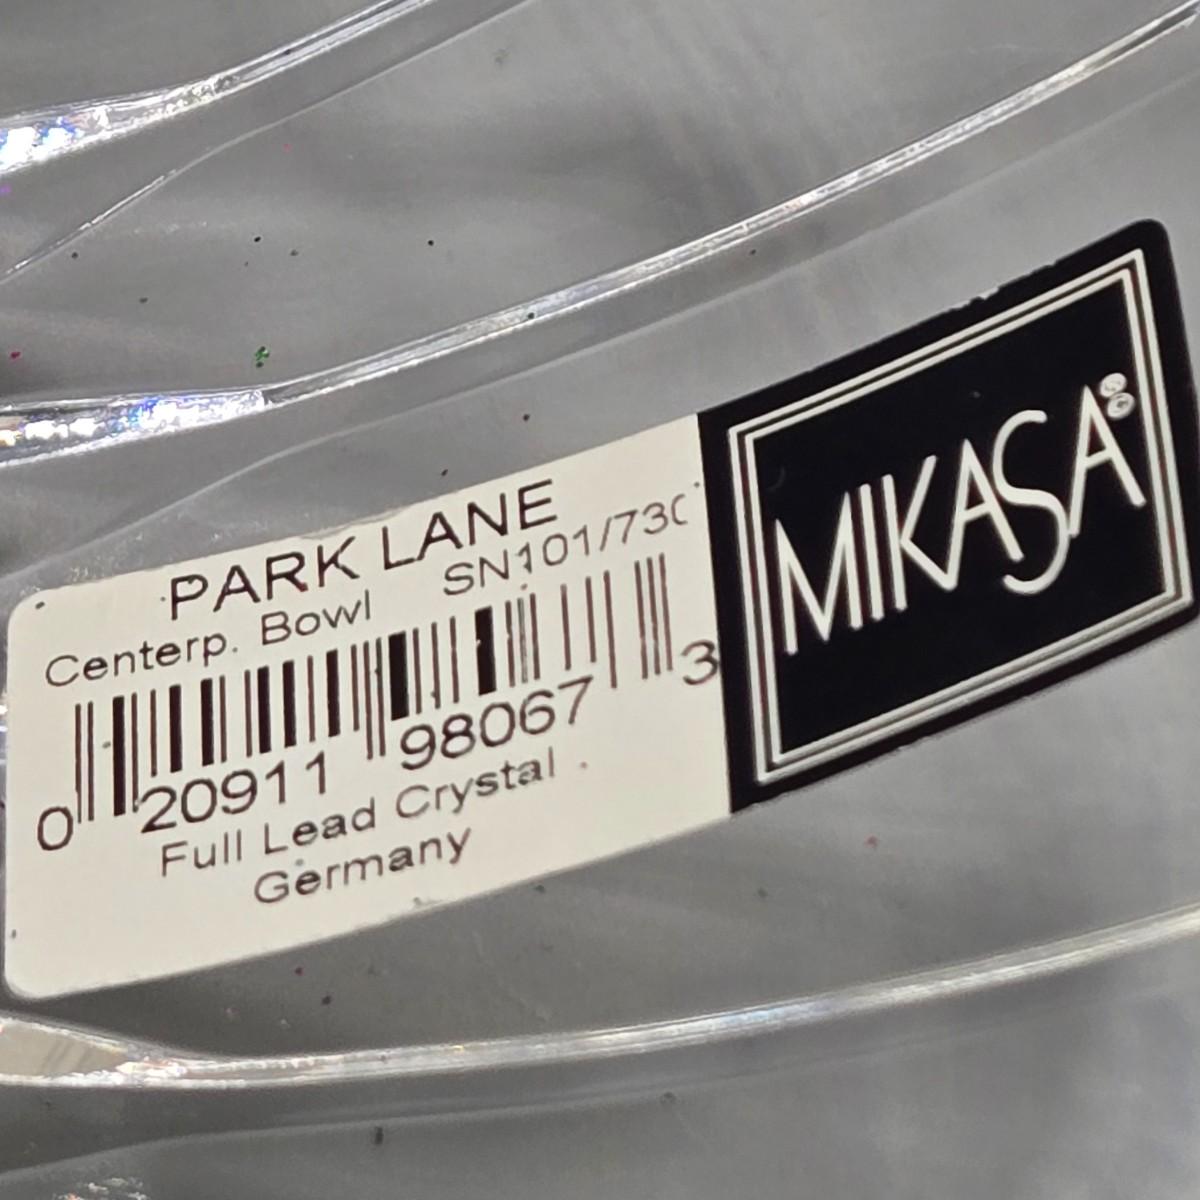 PARK LANE
Centerp. Bowl SN101/730
0 20911 98067 3
Full Lead Crystal
Germany
MIKASA